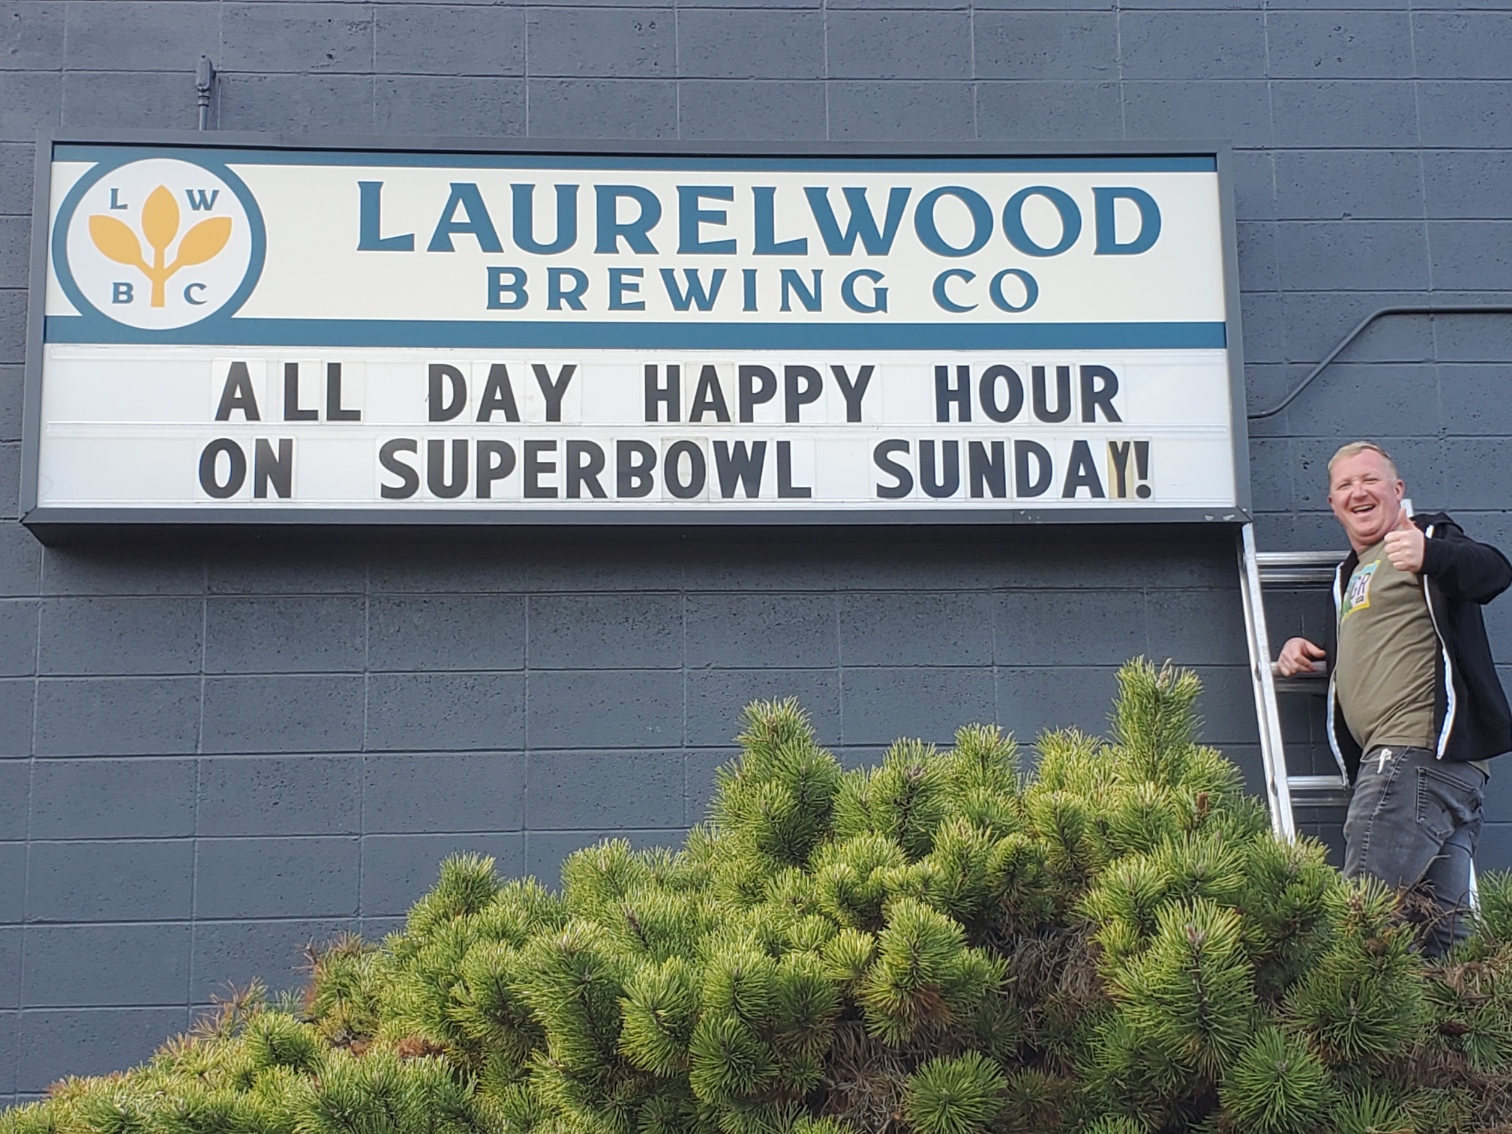 L W
B C
LAURELWOOD
BREWING CO
ALL DAY HAPPY HOUR
ON SUPERBOWL SUNDAY!